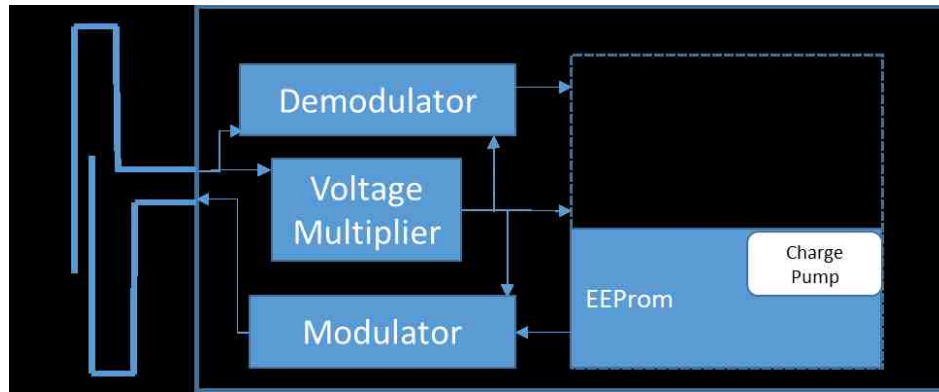 Demodulator
Voltage
Multiplier
Charge
Pump
EEProm
Modulator